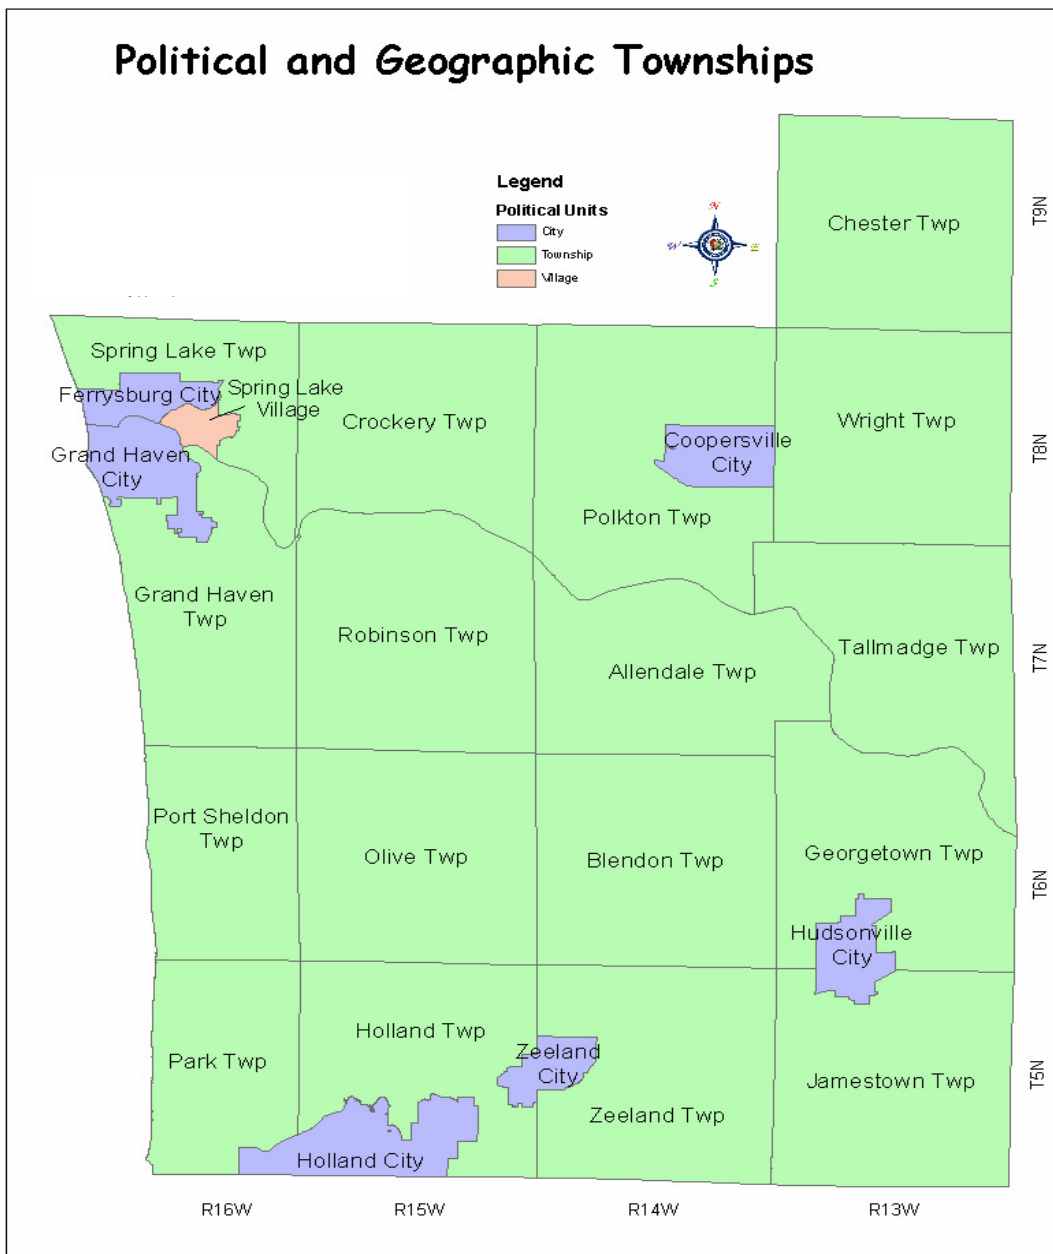 Political and Geographic Townships
Legend
Political Units
City
Township
Village
N
W
E
S
T9N
Chester Twp
Spring Lake Twp
Ferrysburg City
Spring Lake
Village
Crockery Twp
Wright Twp
Coopersville
City
Grand Haven
City
T8N
Polkton Twp
Grand Haven
Twp
Robinson Twp
Tallmadge Twp
Allendale Twp
T7N
Port Sheldon
Twp
Olive Twp
Blendon Twp
Georgetown Twp
T6N
Hudsonville
City
Holland Twp
Park Twp
Zeeland
City
Jamestown Twp
T5N
Zeeland Twp
Holland City
R16W
R15W
R14W
R13W